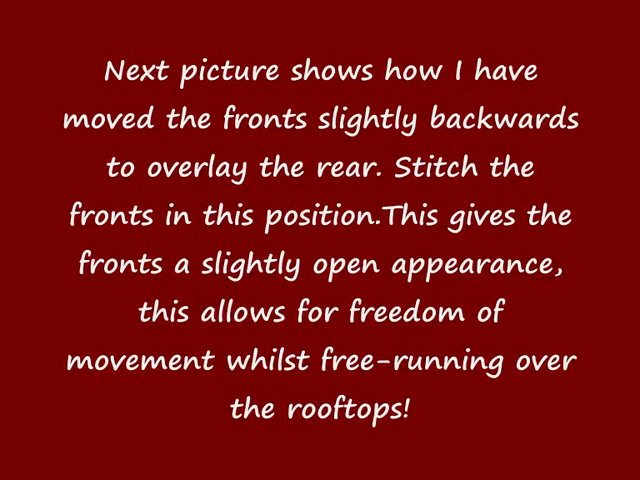 Next picture shows how I have
moved the fronts slightly backwards
to overlay the rear. Stitch the
fronts in this position.This gives the
fronts a slightly open appearance,
this allows for freedom of
movement whilst free-running over
the rooftops!